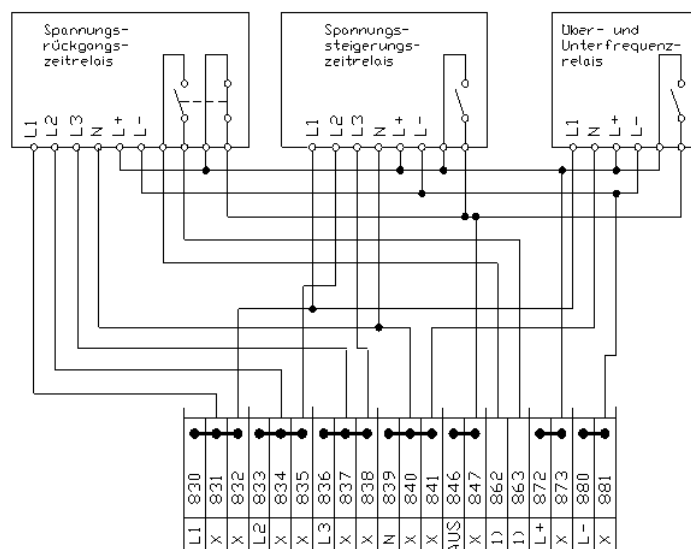 Spannungs-
rückgangs-
zeitrelais
L1 L2 L3 N L+ L-
Spannungs-
steigerungs-
zeitrelais
L1 L2 L3 N L+ L-
Über- und
Unterfrequenz-
relais
L1 N L+ L-
830 831 832 833 834 835 836 837 838 839 840 841 846 847 862 863 872 873 880 881
L1 X X L2 X X L3 X X N X X AUS X 1) 1) L+ X L- X